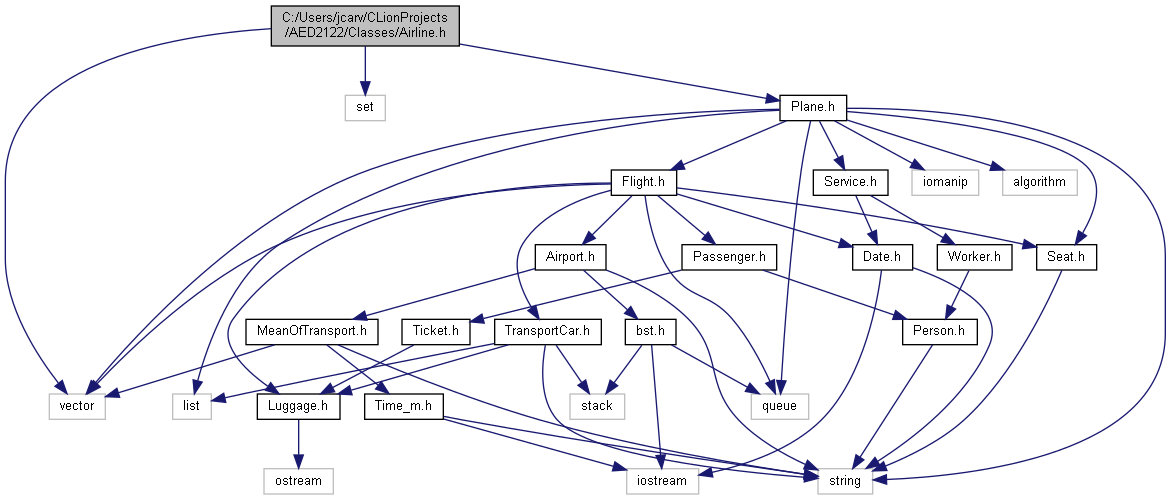 C:/Users/jcarv/CLionProjects
/AED2122/Classes/Airline.h
set
Plane.h
Flight.h
Service.h
iomanip
algorithm
Airport.h
Passenger.h
Date.h
Worker.h
Seat.h
MeanOfTransport.h
Ticket.h
TransportCar.h
bst.h
Person.h
vector
list
Luggage.h
Time_m.h
stack
queue
ostream
iostream
string